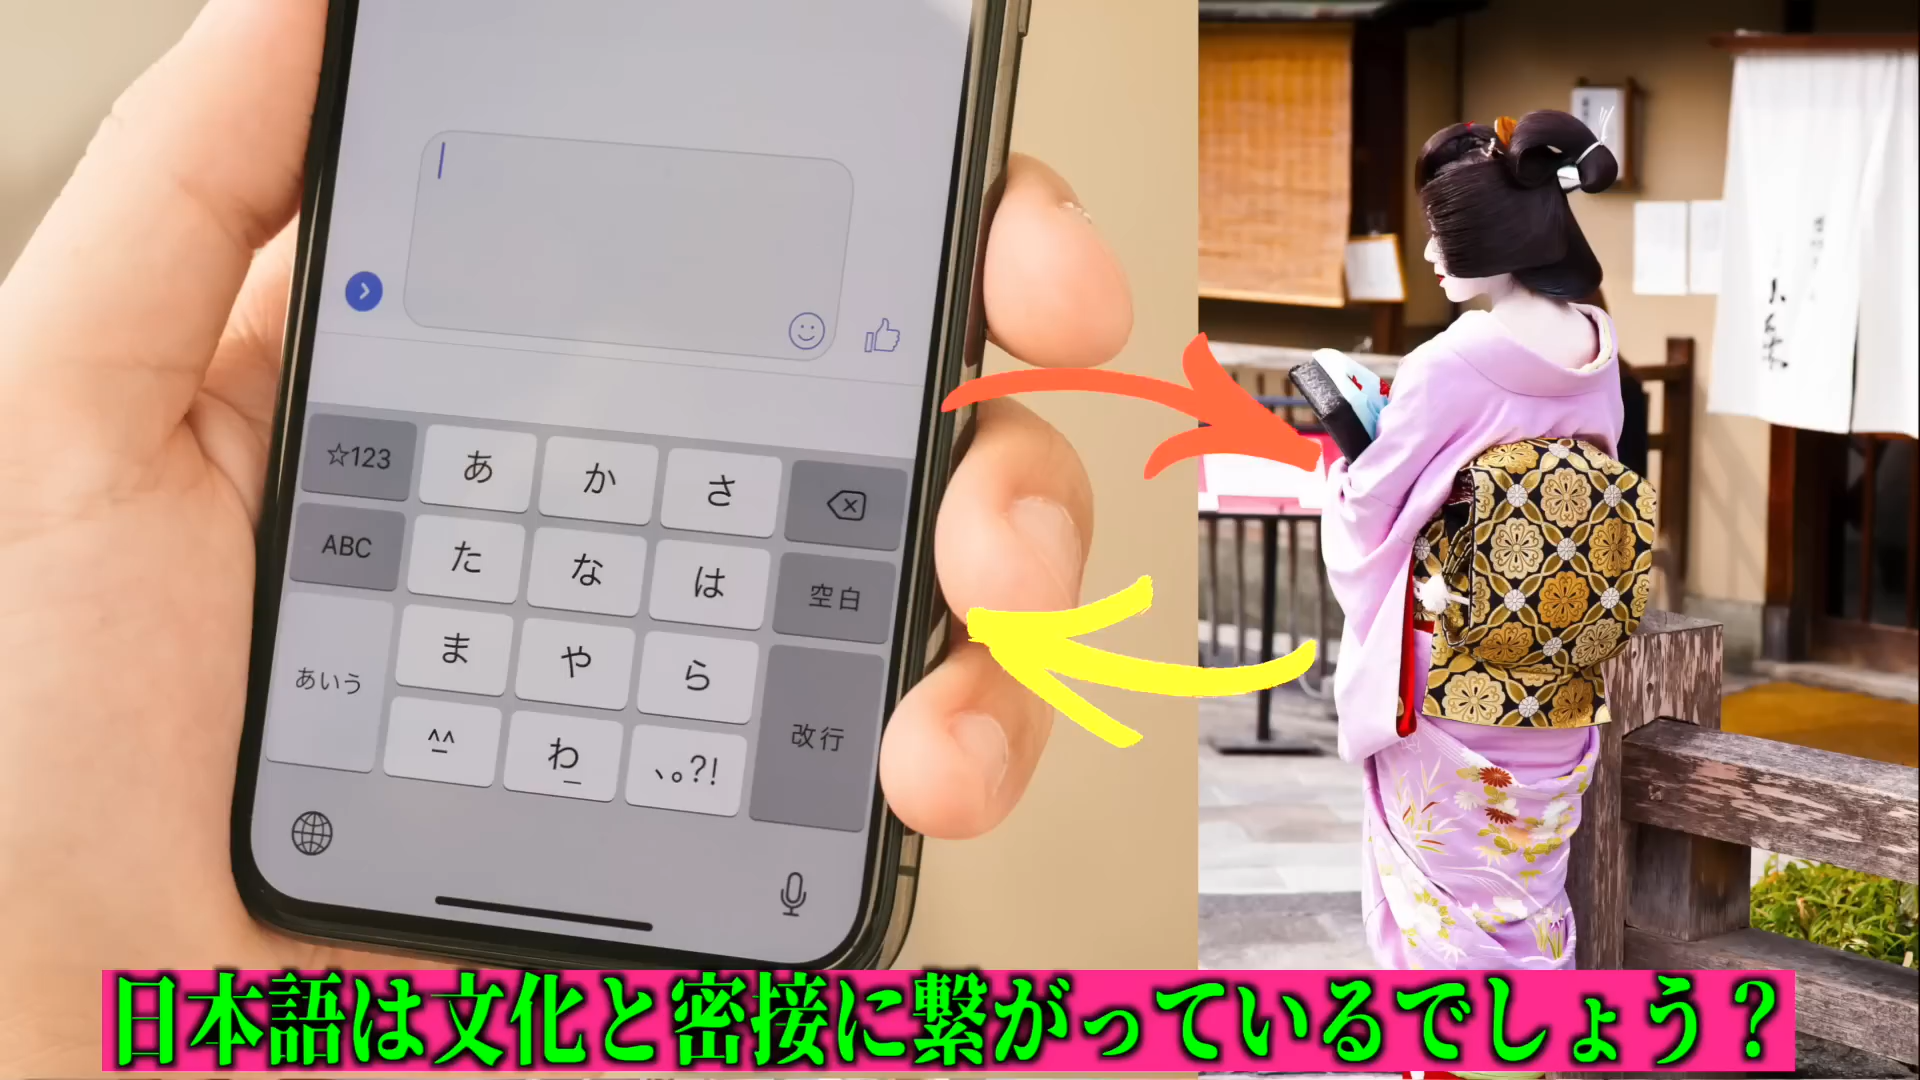 ☆123
あ
か
さ
ABC
た
な
は
空白
あいう
ま
や
ら
改行
^^
わ
、。?!
日本語は文化と密接に繋がっているでしょう？